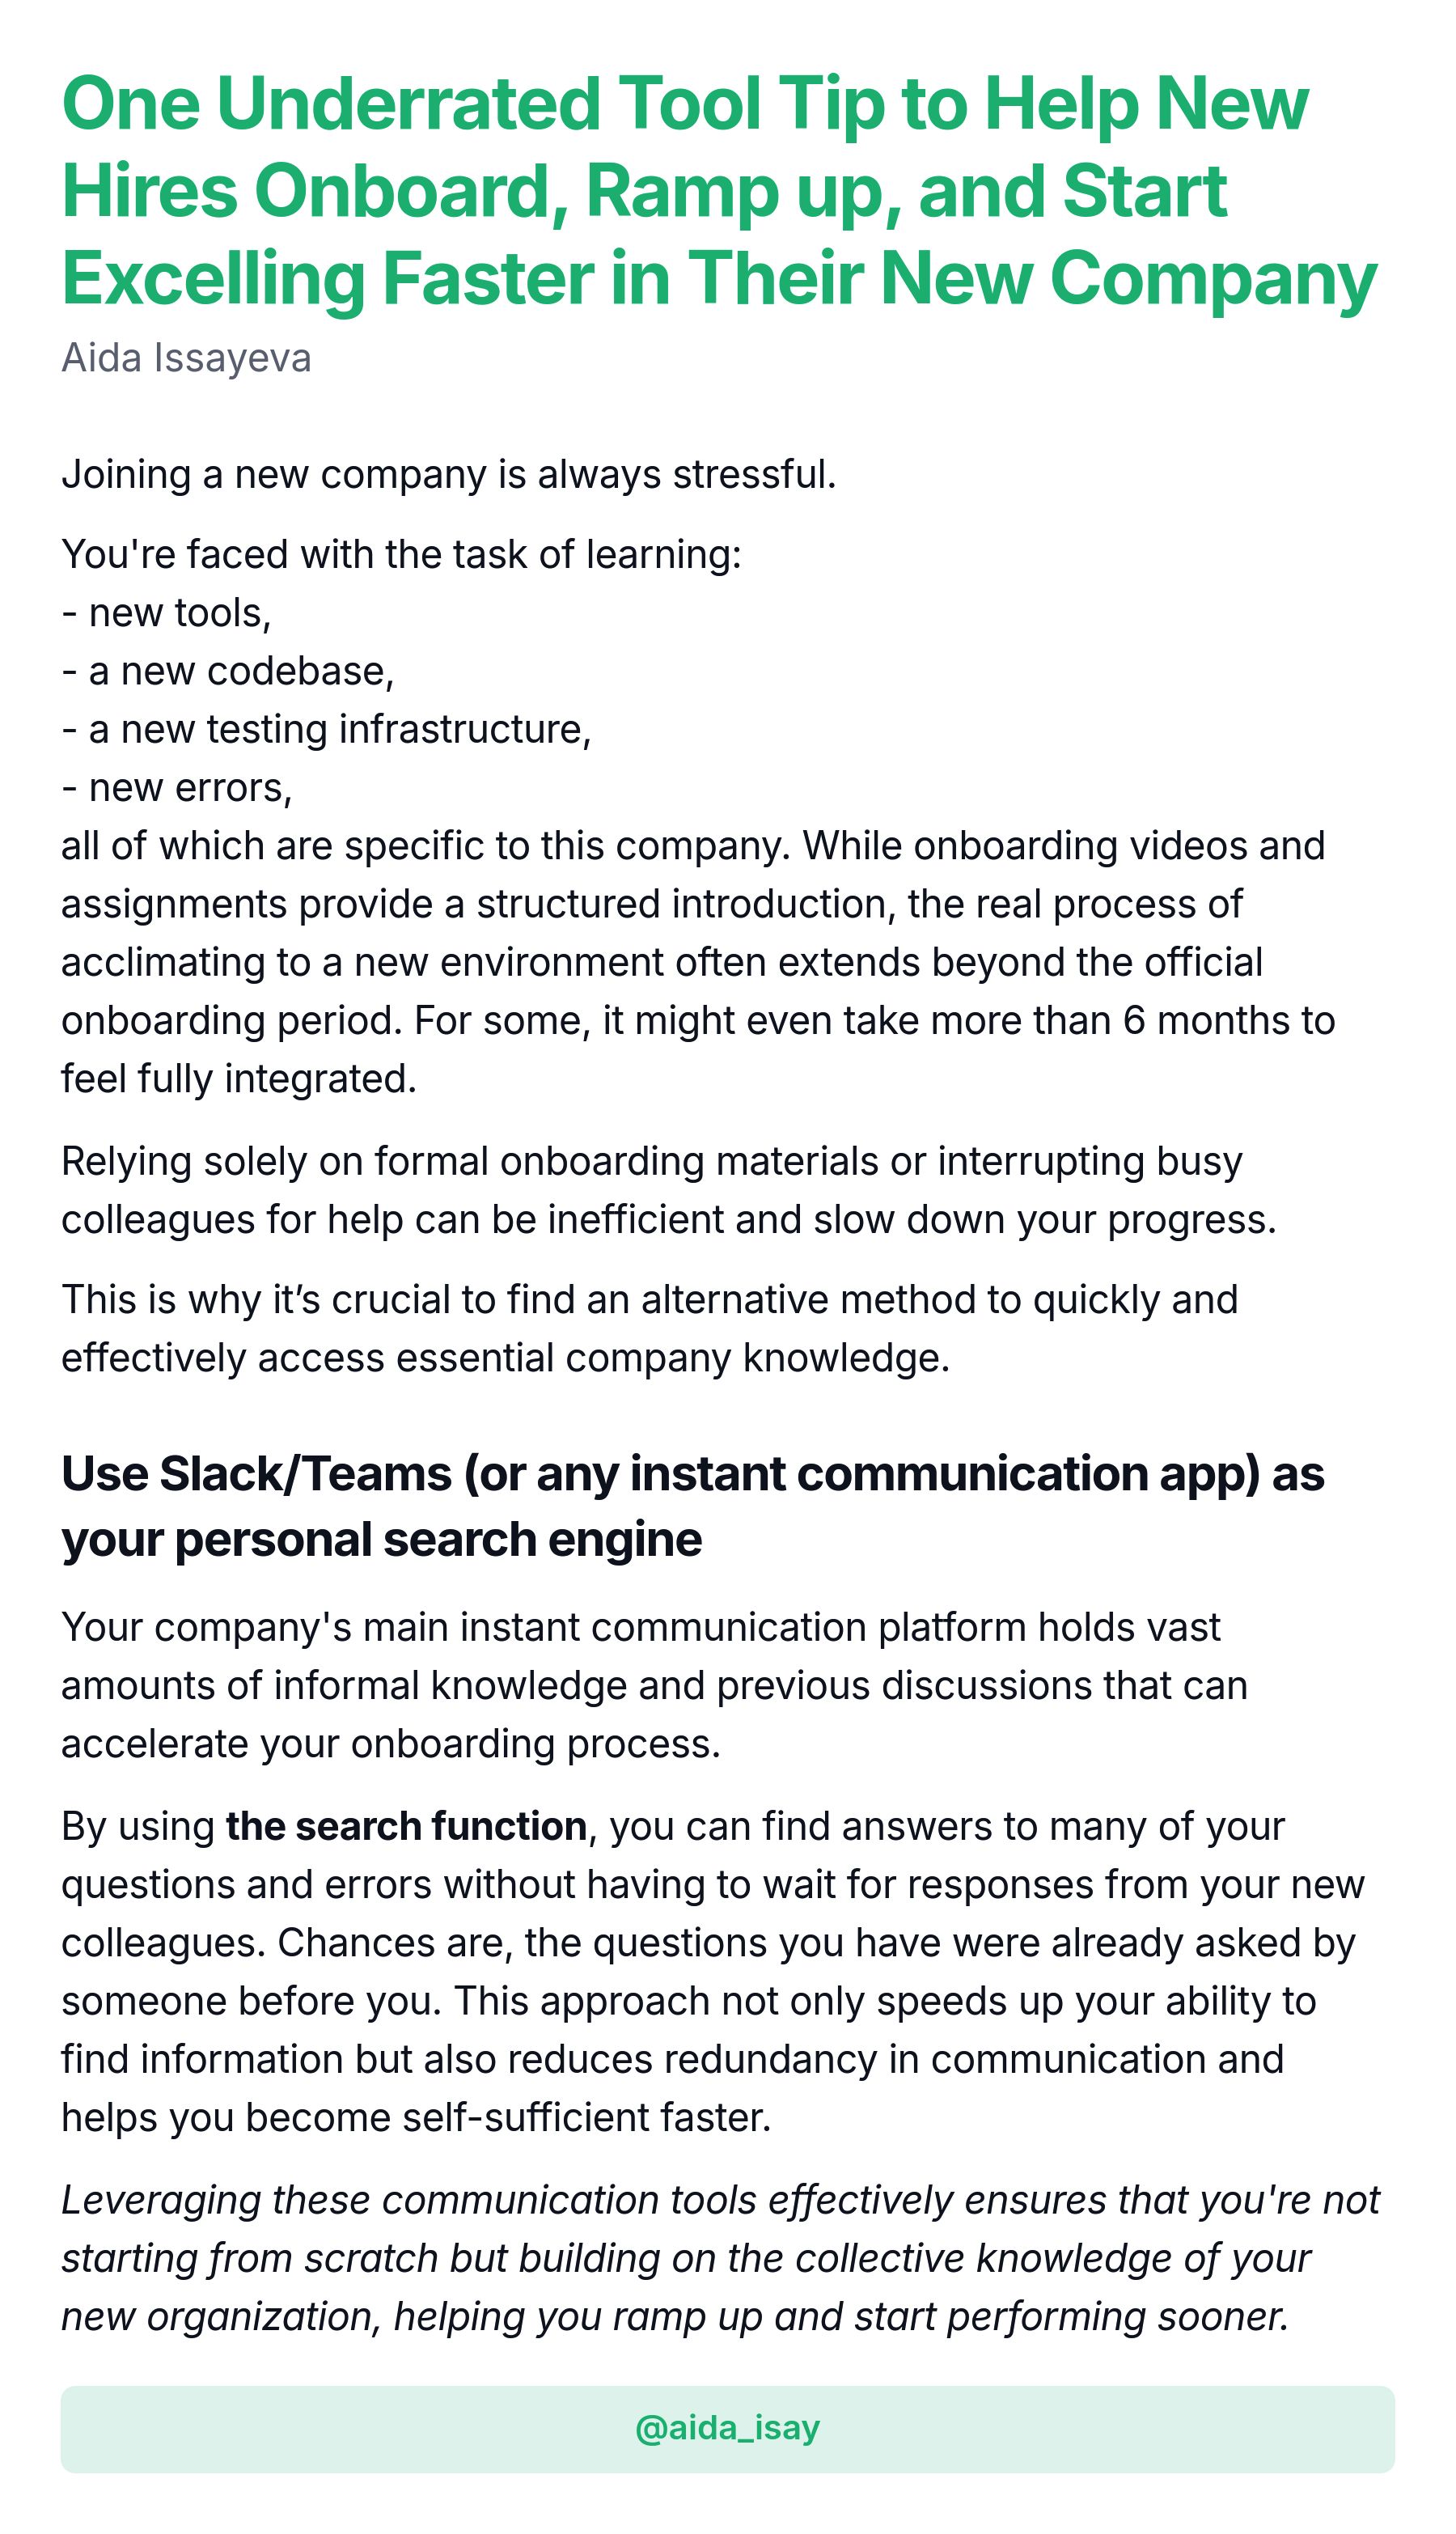 One Underrated Tool Tip to Help New
Hires Onboard, Ramp up, and Start
Excelling Faster in Their New Company
Aida Issayeva
Joining a new company is always stressful.
You're faced with the task of learning:
- new tools,
- a new codebase,
- a new testing infrastructure,
- new errors,
all of which are specific to this company. While onboarding videos and
assignments provide a structured introduction, the real process of
acclimating to a new environment often extends beyond the official
onboarding period. For some, it might even take more than 6 months to
feel fully integrated.
Relying solely on formal onboarding materials or interrupting busy
colleagues for help can be inefficient and slow down your progress.
This is why it’s crucial to find an alternative method to quickly and
effectively access essential company knowledge.
Use Slack/Teams (or any instant communication app) as
your personal search engine
Your company's main instant communication platform holds vast
amounts of informal knowledge and previous discussions that can
accelerate your onboarding process.
By using the search function, you can find answers to many of your
questions and errors without having to wait for responses from your new
colleagues. Chances are, the questions you have were already asked by
someone before you. This approach not only speeds up your ability to
find information but also reduces redundancy in communication and
helps you become self-sufficient faster.
Leveraging these communication tools effectively ensures that you're not
starting from scratch but building on the collective knowledge of your
new organization, helping you ramp up and start performing sooner.
@aida_isay